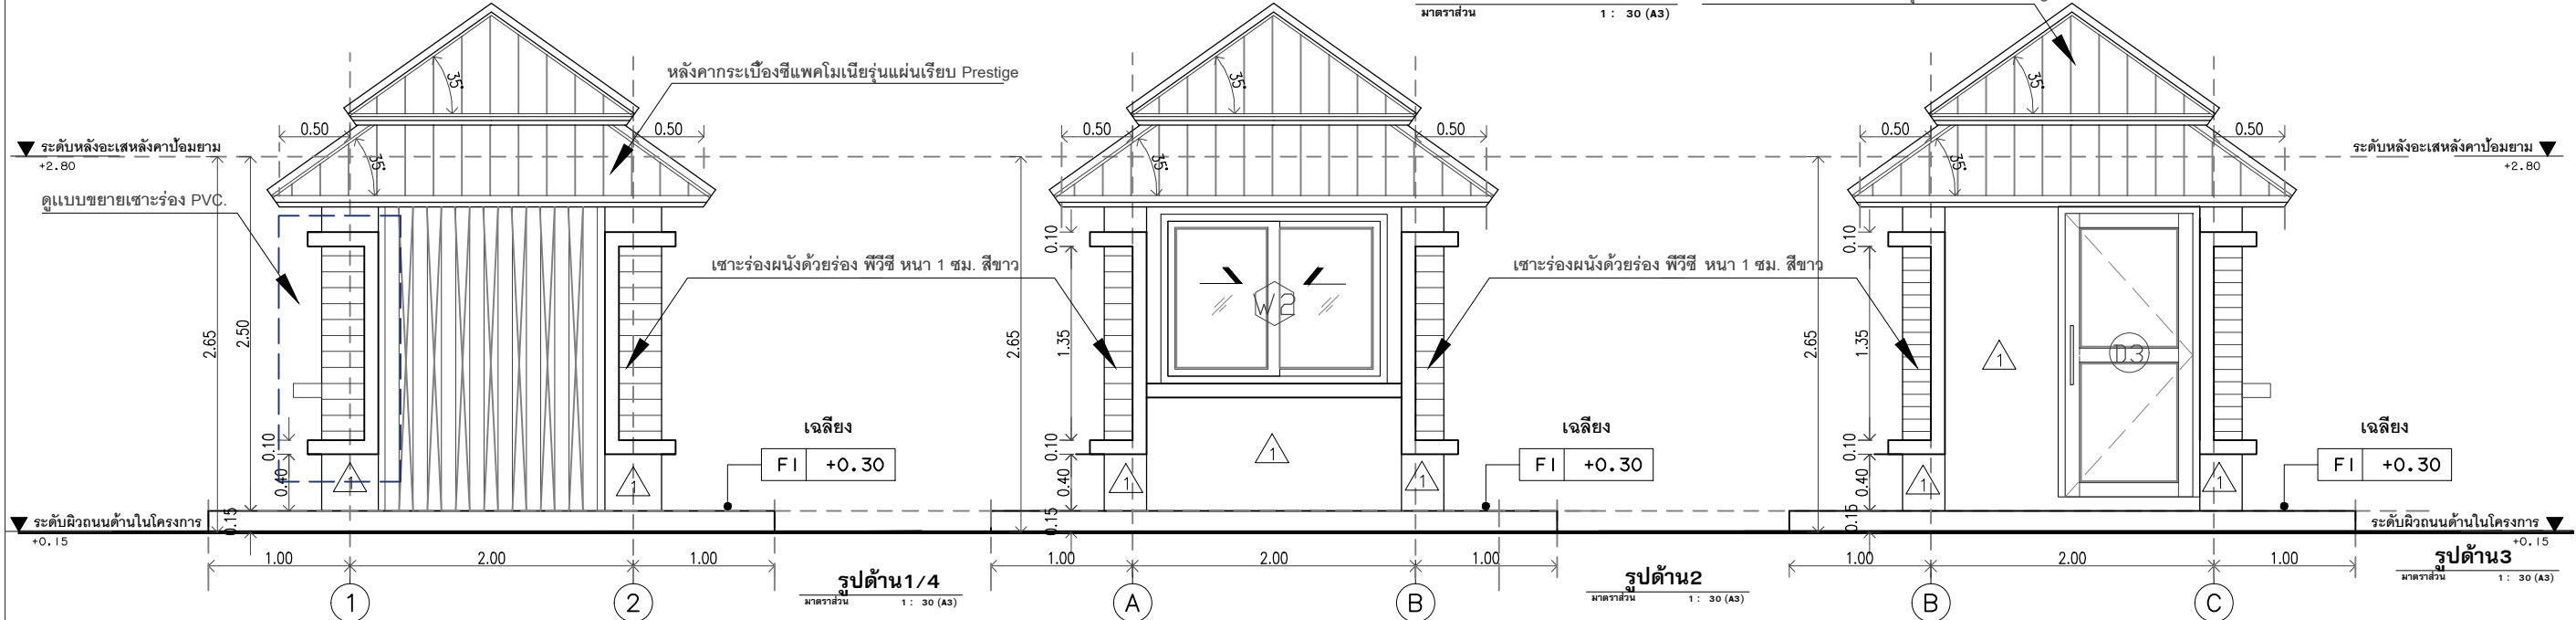 มาตราส่วน 1 : 30 (A3)
หลังคากระเบื้องซีแพคโมเนียรุ่นแผ่นเรียบ Prestige
35°
35°
35°
35°
35°
35°
0.50
0.50
0.50
0.50
0.50
0.50
ระดับหลังอะเสหลังคาป้อมยาม
+2.80
ระดับหลังอะเสหลังคาป้อมยาม
+2.80
ดูแบบขยายเซาะร่อง PVC.
เซาะร่องผนังด้วยร่อง พีวีซี หนา 1 ซม. สีขาว
เซาะร่องผนังด้วยร่อง พีวีซี หนา 1 ซม. สีขาว
2.65
2.50
0.10
0.40
0.15
2.65
0.10
1.35
0.10
0.40
0.15
2.65
0.10
1.35
0.10
0.40
0.15
W2
D3
1
1
1
1
1
1
1
1
เฉลียง
F1 +0.30
เฉลียง
F1 +0.30
เฉลียง
F1 +0.30
ระดับผิวถนนด้านในโครงการ
+0.15
ระดับผิวถนนด้านในโครงการ
+0.15
1.00 2.00 1.00
1.00 2.00 1.00
1.00 2.00 1.00
1 2
รูปด้าน1/4
มาตราส่วน 1 : 30 (A3)
A B
รูปด้าน2
มาตราส่วน 1 : 30 (A3)
B C
รูปด้าน3
มาตราส่วน 1 : 30 (A3)